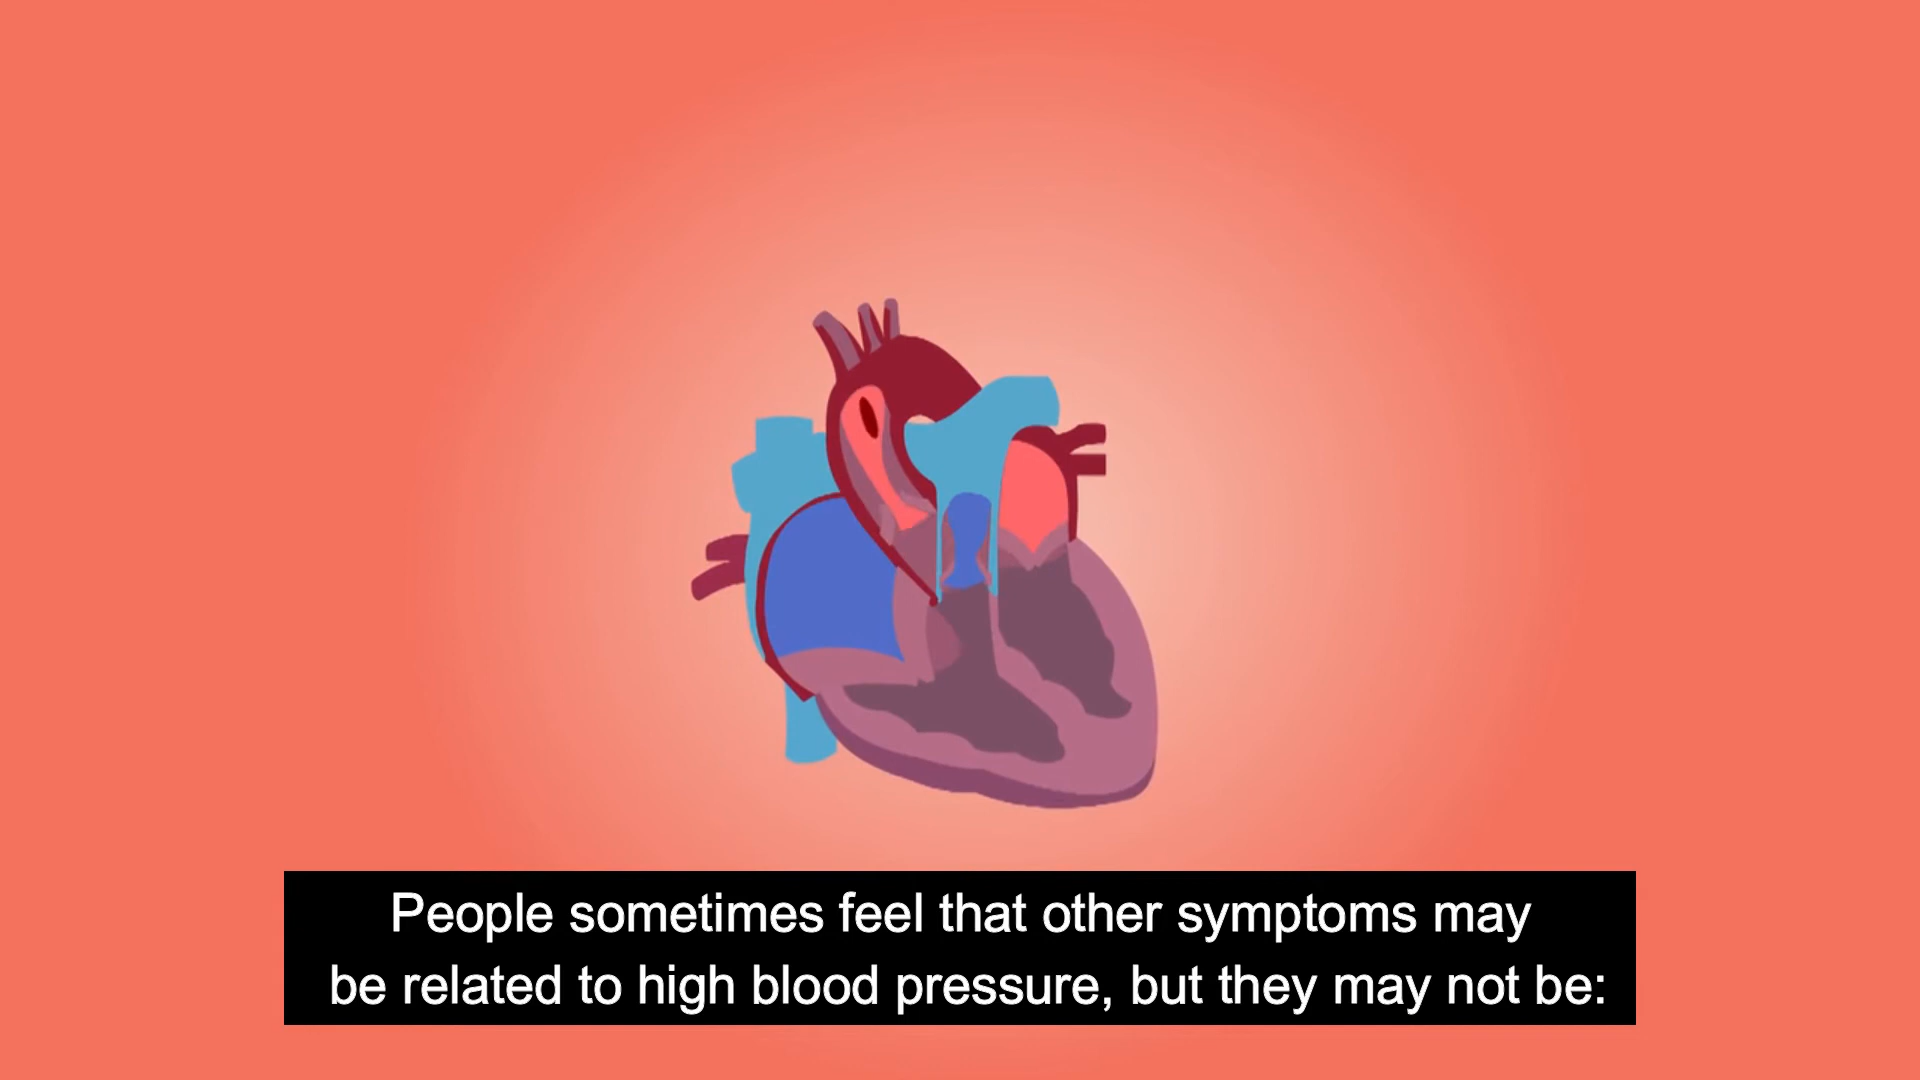 People sometimes feel that other symptoms may
be related to high blood pressure, but they may not be: